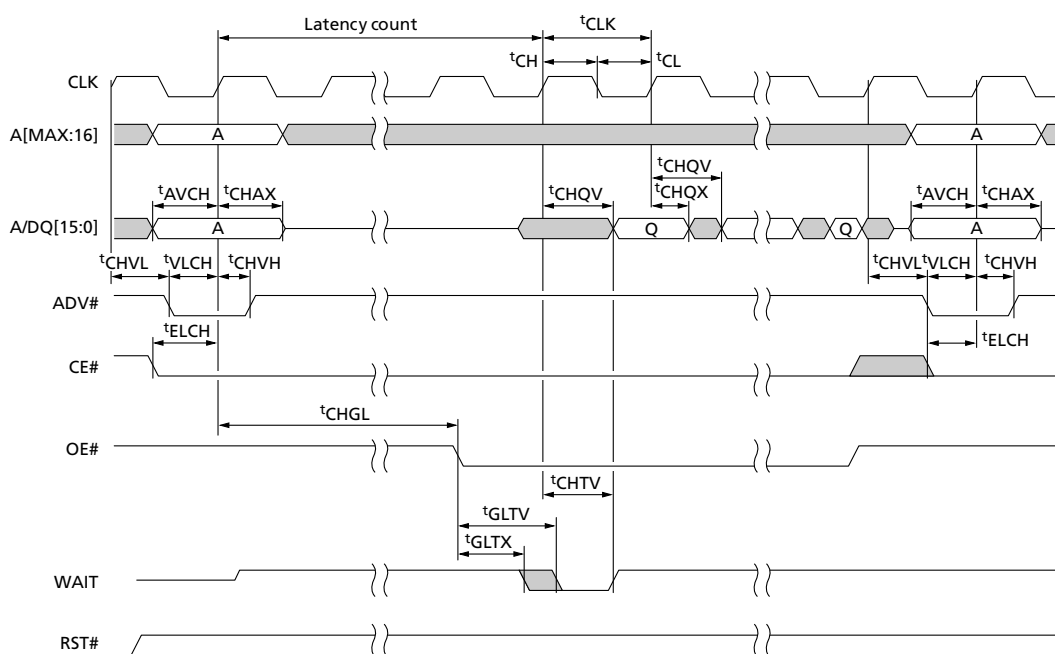 Latency count
tCLK
tCH
tCL
CLK
A[MAX:16]
A
A
tCHQV
tAVCH
tCHAX
tCHQV
tCHQX
tAVCH
tCHAX
A/DQ[15:0]
A
Q
Q
A
tCHVL
tVLCH
tCHVH
tCHVL
tVLCH
tCHVH
ADV#
tELCH
tELCH
CE#
tCHGL
OE#
tCHTV
tGLTV
tGLTX
WAIT
RST#